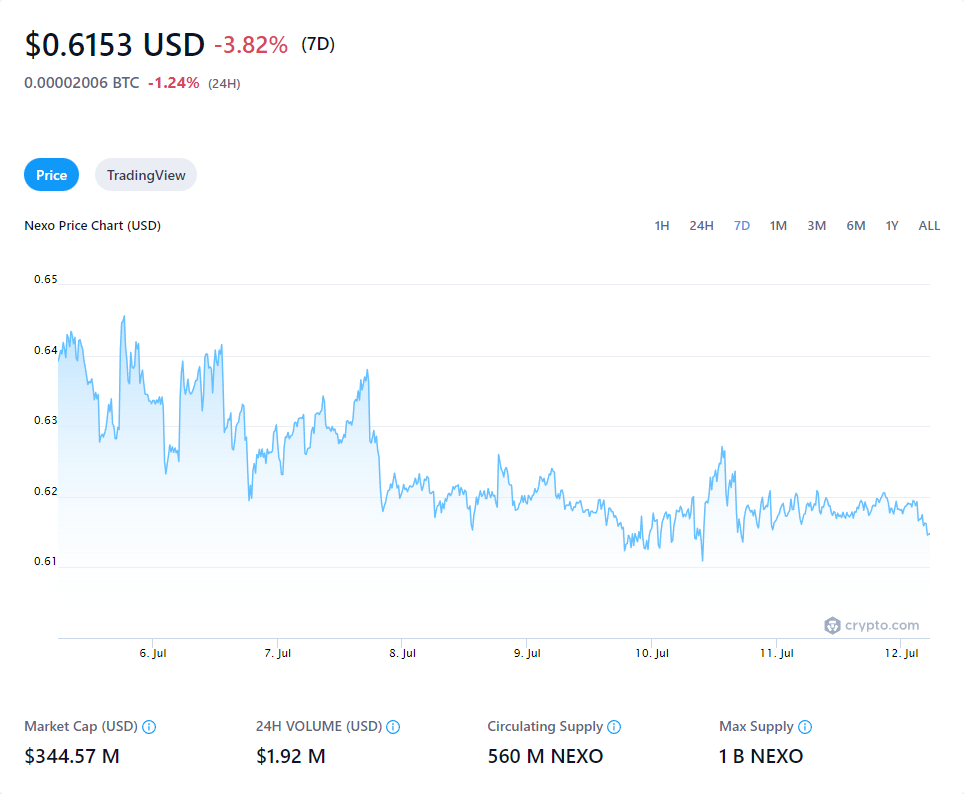 $0.6153 USD -3.82% (7D)
0.00002006 BTC -1.24% (24H)
Price TradingView
Nexo Price Chart (USD) 1H 24H 7D 1M 3M 6M 1Y ALL
0.65
0.64
0.63
0.62
0.61
crypto.com
6. Jul 7. Jul 8. Jul 9. Jul 10. Jul 11. Jul 12. Jul
Market Cap (USD) 24H VOLUME (USD) Circulating Supply Max Supply
$344.57 M $1.92 M 560 M NEXO 1 B NEXO